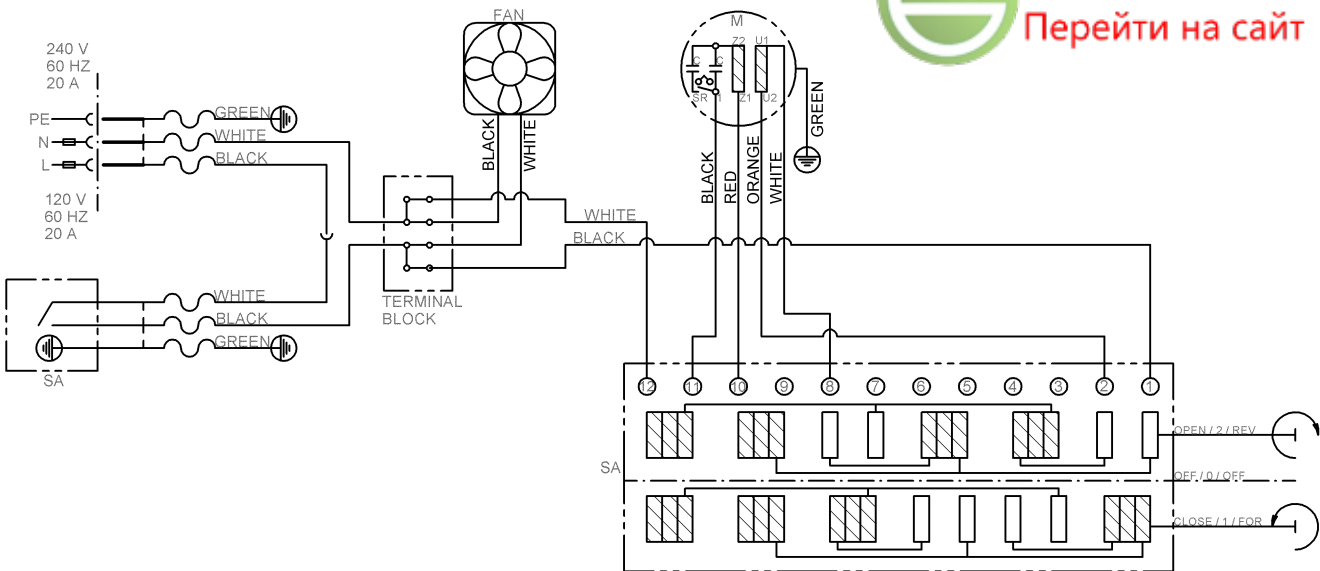 Перейти на сайт
FAN
M
240 V
60 HZ
20 A
Z2 U1
C C
SR 1 Z1 U2
PE
GREEN
N
WHITE
L
BLACK
BLACK
WHITE
BLACK
RED
ORANGE
WHITE
GREEN
120 V
60 HZ
20 A
WHITE
BLACK
WHITE
BLACK
GREEN
SA
TERMINAL
BLOCK
12 11 10 9 8 7 6 5 4 3 2 1
OPEN / 2 / REV
SA
OFF / 0 / OFF
CLOSE / 1 / FOR